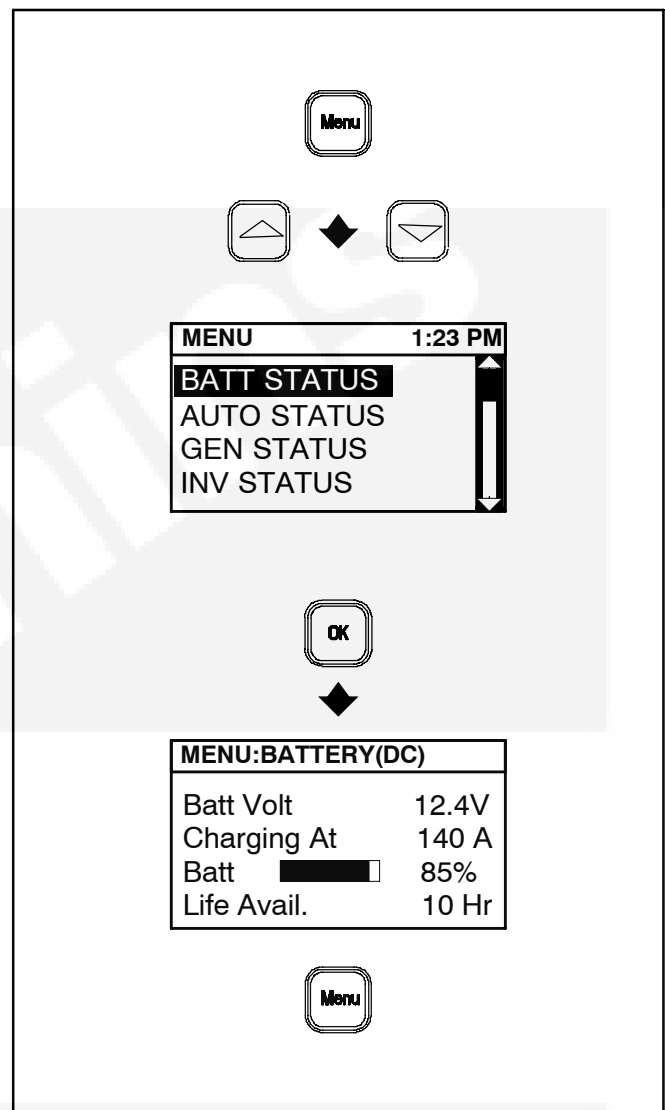 Menu
MENU 1:23 PM
BATT STATUS
AUTO STATUS
GEN STATUS
INV STATUS
OK
MENU:BATTERY(DC)
Batt Volt 12.4V
Charging At 140 A
Batt 85%
Life Avail. 10 Hr
Menu